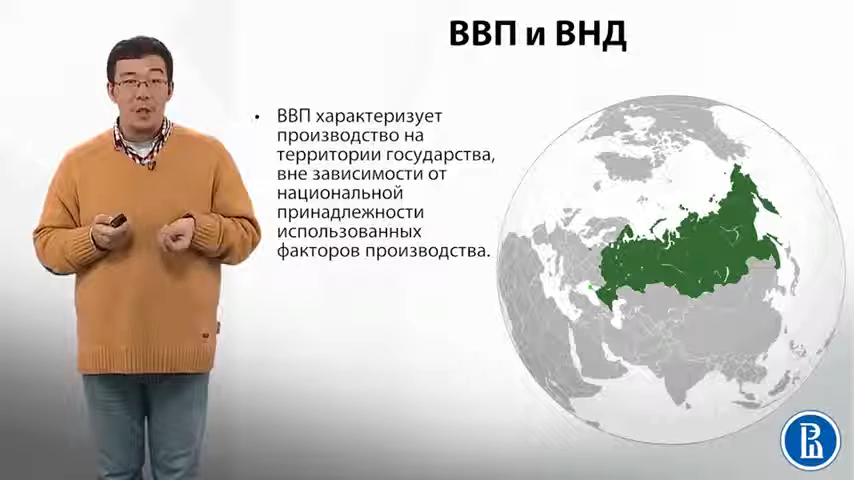 ВВП и ВНД
• ВВП характеризует
производство на
территории государства,
вне зависимости от
национальной
принадлежности
использованных
факторов производства.